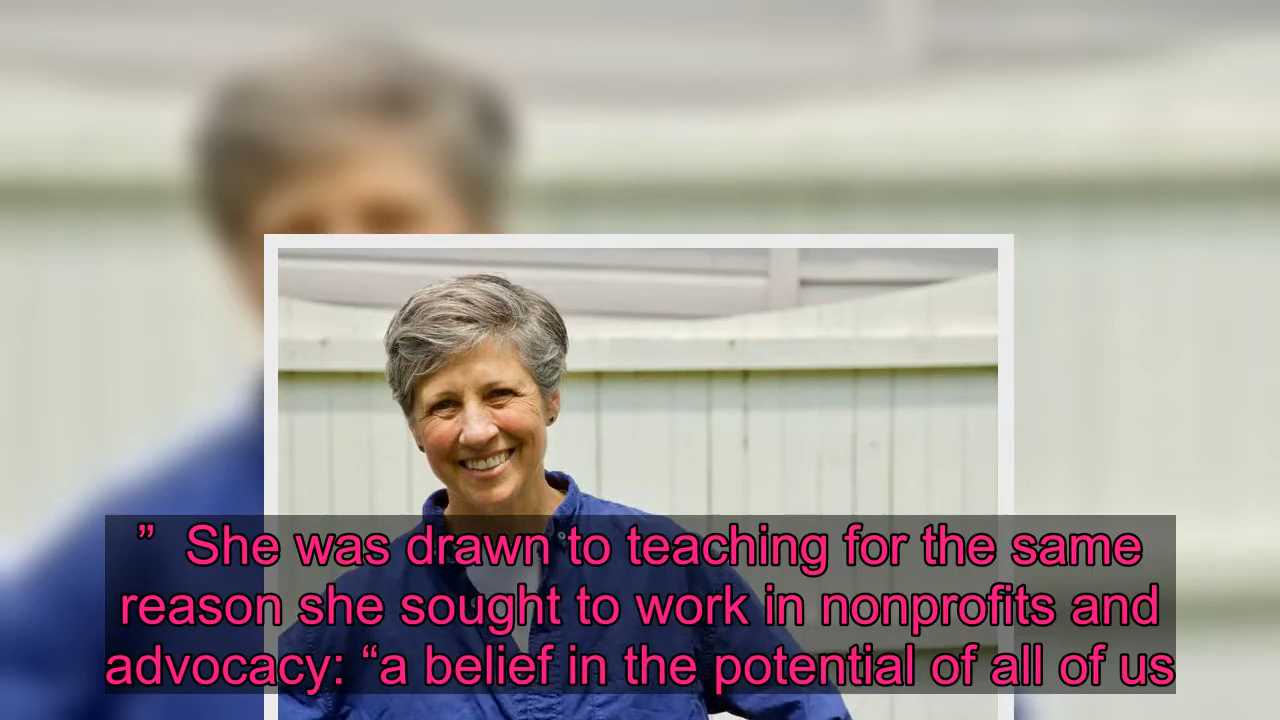 ”  She was drawn to teaching for the same
reason she sought to work in nonprofits and
advocacy: “a belief in the potential of all of us